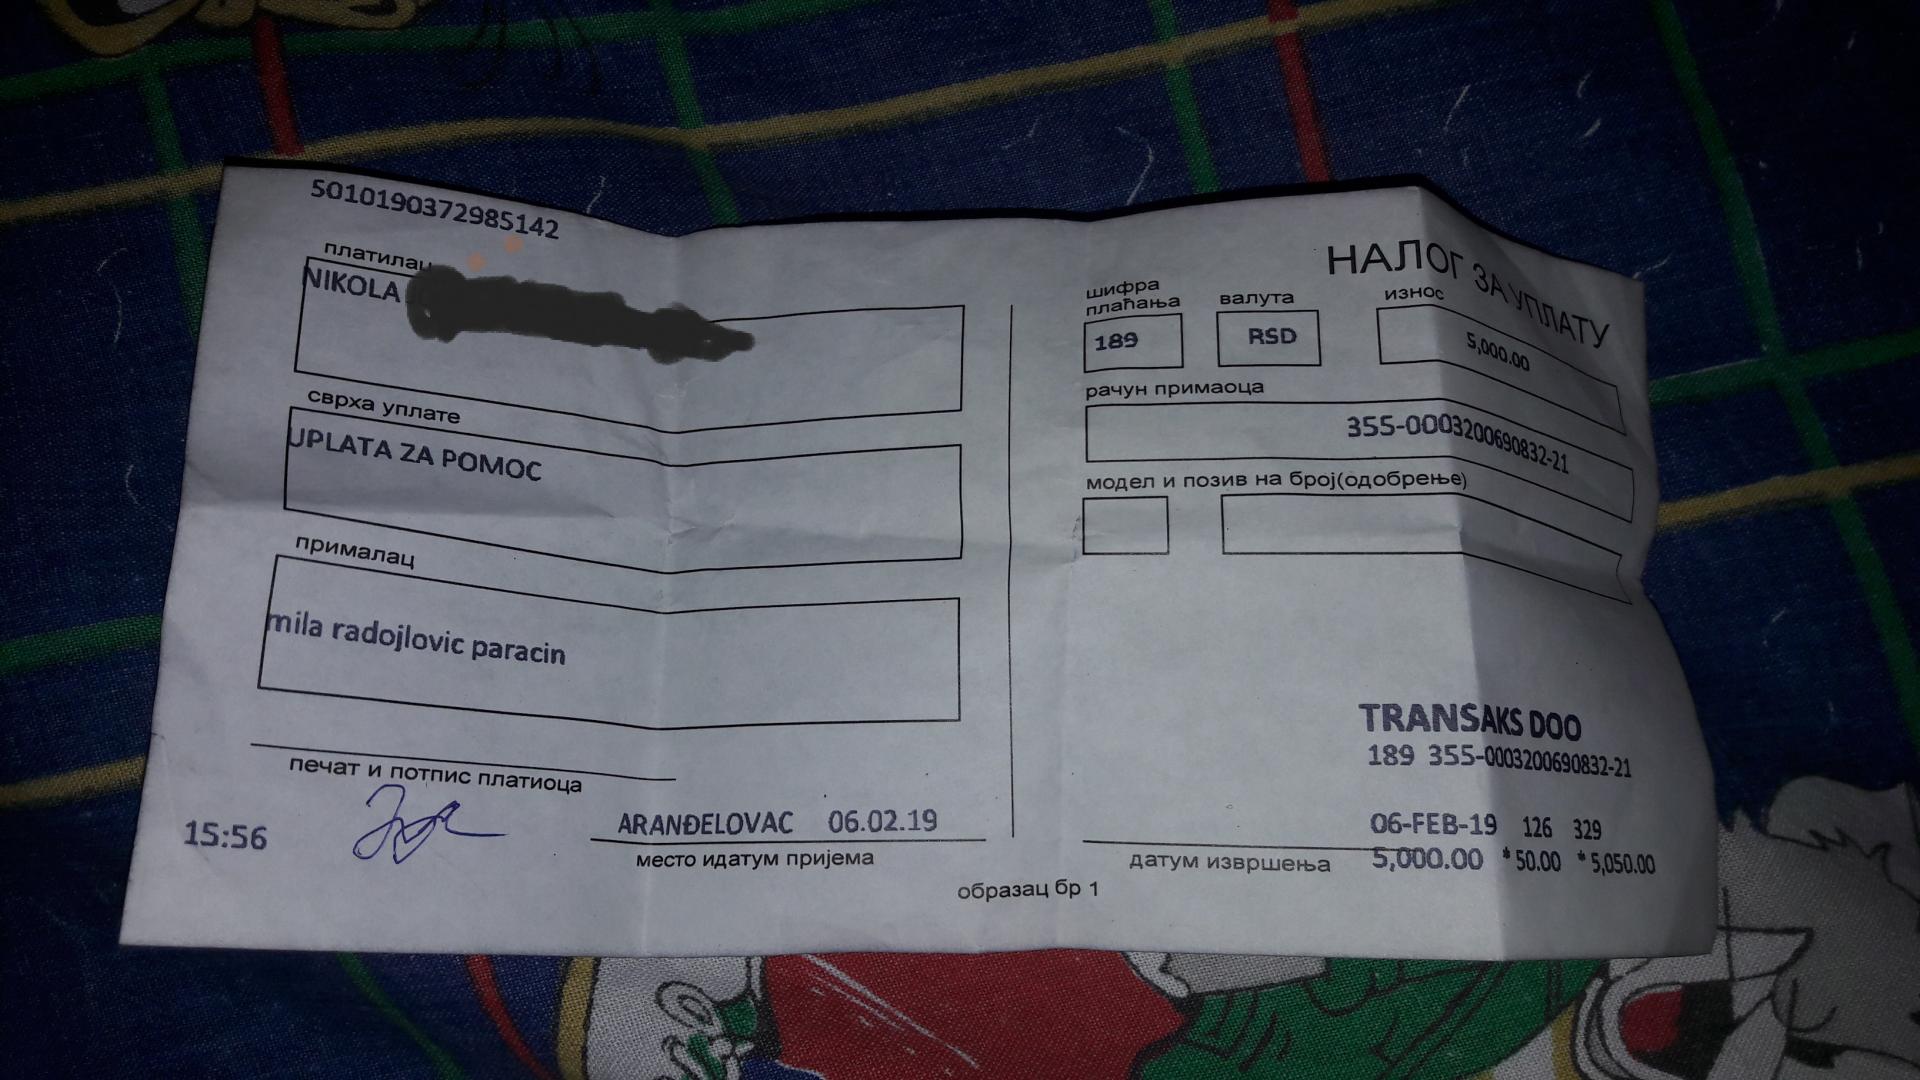 5010190372985142
НАЛОГ ЗА УПЛАТУ
платилац
NIKOLA
сврха уплате
UPLATA ZA POMOC
прималац
mila radojlovic paracin
печат и потпис платиоца
15:56
ARANĐELOVAC 06.02.19
место идатум пријема
образац бр 1
шифра плаћања
валута
износ
189
RSD
5,000.00
рачун примаоца
355-0003200690832-21
модел и позив на број(одобрење)
TRANSAKS DOO
189 355-0003200690832-21
06-FEB-19 126 329
датум извршења
5,000.00 *50.00 *5,050.00